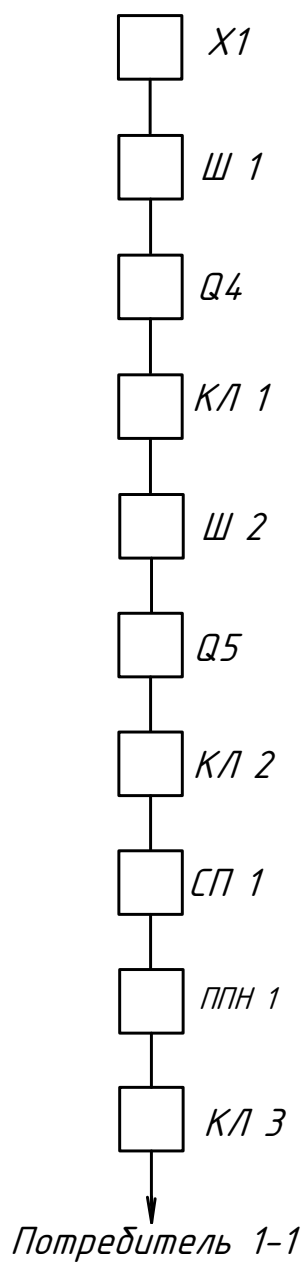 X1
Ш 1
Q4
КЛ 1
Ш 2
Q5
КЛ 2
СП 1
ППН 1
КЛ 3
Потребитель 1-1